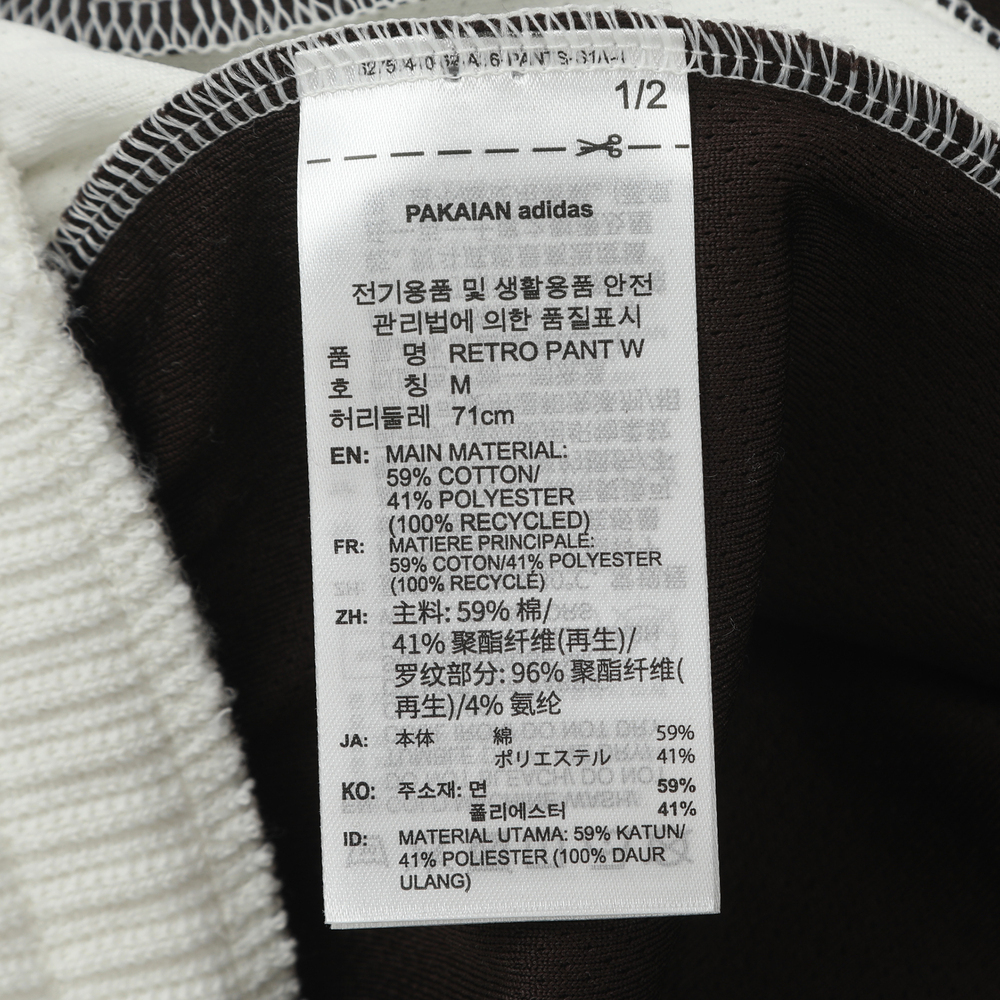 1/2
PAKAIAN adidas
전기용품 및 생활용품 안전
관리법에 의한 품질표시
품 명 RETRO PANT W
호 칭 M
허리둘레 71cm
EN: MAIN MATERIAL:
59% COTTON/
41% POLYESTER
(100% RECYCLED)
FR: MATIERE PRINCIPALE:
59% COTON/41% POLYESTER
(100% RECYCLÉ)
ZH: 主料: 59% 棉/
41% 聚酯纤维(再生)/
罗纹部分: 96% 聚酯纤维(
再生)/4% 氨纶
JA: 本体 綿 59%
ポリエステル 41%
KO: 주소재: 면 59%
폴리에스터 41%
ID: MATERIAL UTAMA: 59% KATUN/
41% POLIESTER (100% DAUR
ULANG)